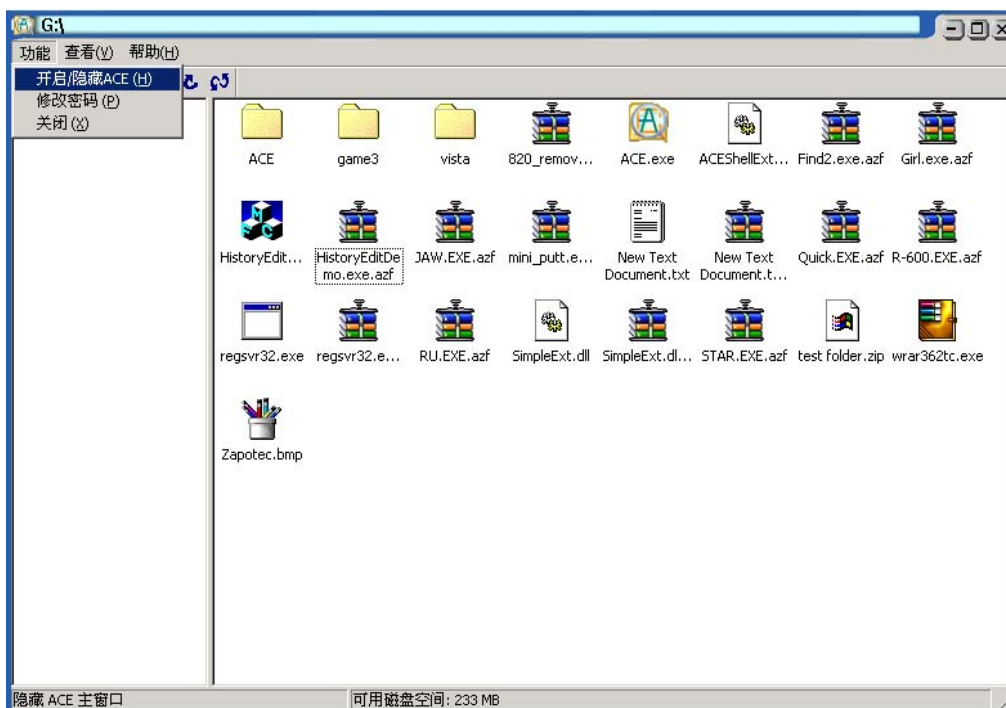 G:\
功能 查看(V) 帮助(H)
开启/隐藏ACE (H)
修改密码 (P)
关闭 (X)
ACE
game3
vista
820_remov...
ACE.exe
ACEShellExt...
Find2.exe.azf
Girl.exe.azf
HistoryEdit...
HistoryEditDe
mo.exe.azf
JAW.EXE.azf
mini_putt.e...
New Text
Document.txt
New Text
Document.t...
Quick.EXE.azf
R-600.EXE.azf
regsvr32.exe
regsvr32.e...
RU.EXE.azf
SimpleExt.dll
SimpleExt.dl...
STAR.EXE.azf
test folder.zip
wrar362tc.exe
Zapotec.bmp
隐藏 ACE 主窗口
可用磁盘空间: 233 MB